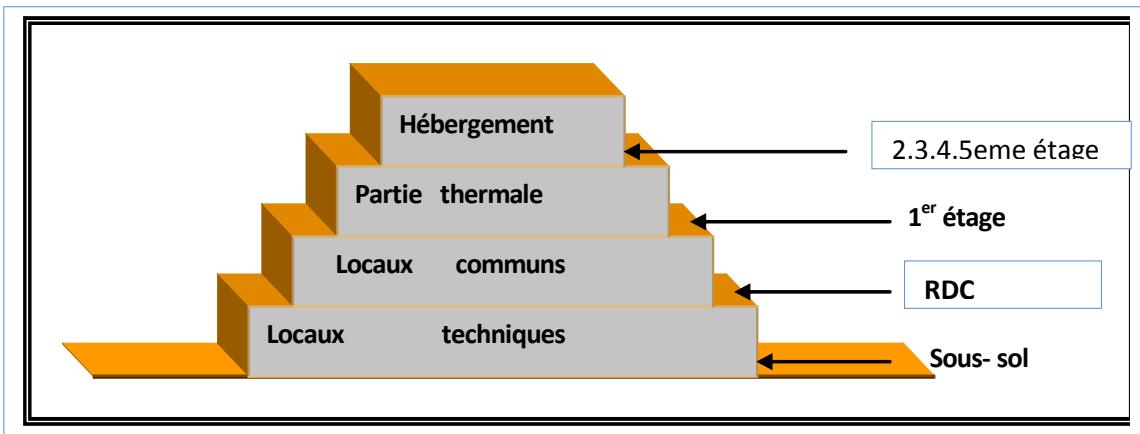 Hébergement
2.3.4.5eme étage
Partie thermale
1er étage
Locaux communs
RDC
Locaux techniques
Sous- sol